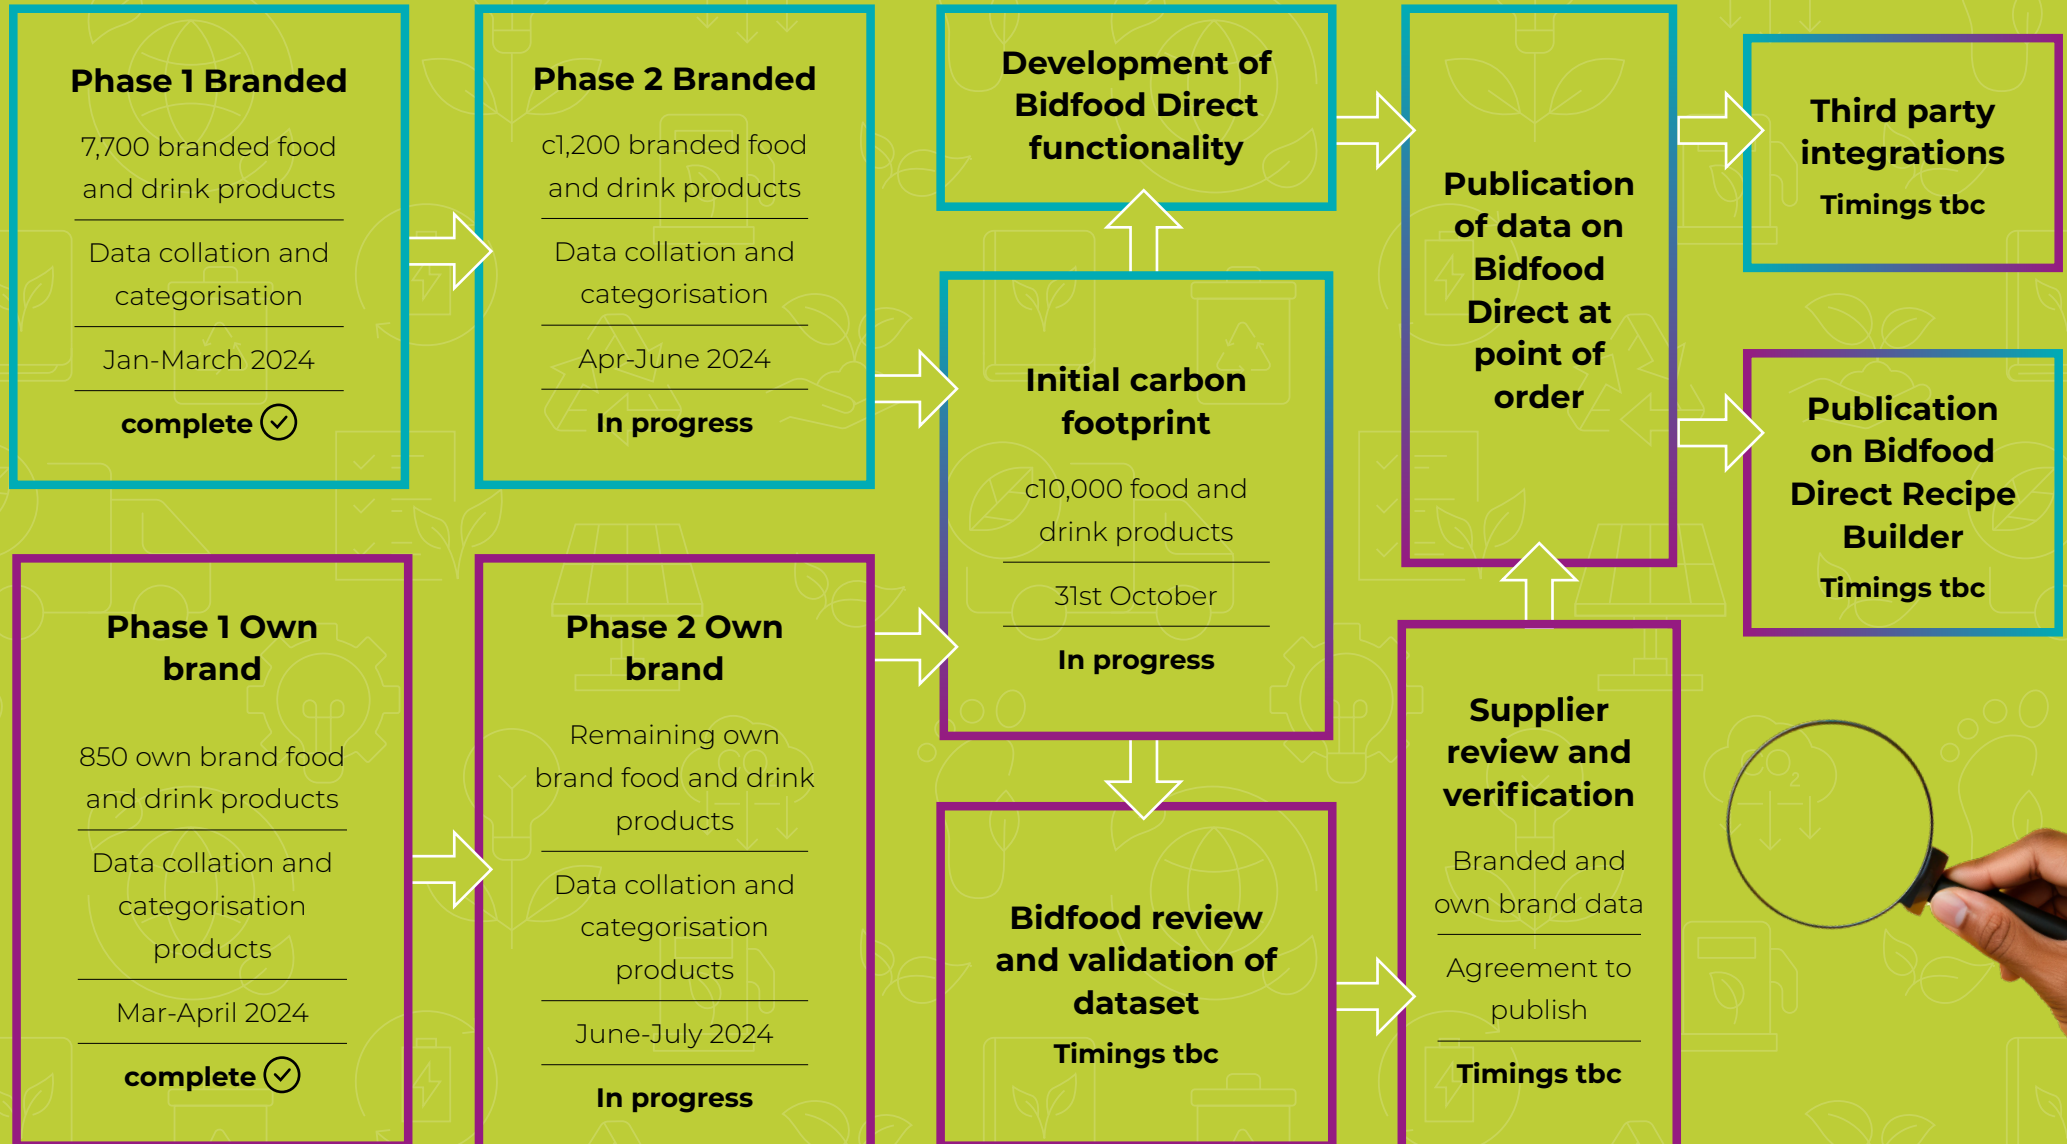 Phase 1 Branded
7,700 branded food
and drink products
Data collation and
categorisation
Jan-March 2024
complete
Phase 2 Branded
c1,200 branded food
and drink products
Data collation and
categorisation
Apr-June 2024
In progress
Phase 1 Own
brand
850 own brand food
and drink products
Data collation and
categorisation
products
Mar-April 2024
complete
Phase 2 Own
brand
Remaining own
brand food and drink
products
Data collation and
categorisation
products
June-July 2024
In progress
Development of
Bidfood Direct
functionality
Initial carbon
footprint
c10,000 food and
drink products
31st October
In progress
Bidfood review
and validation of
dataset
Timings tbc
Publication
of data on
Bidfood
Direct at
point of
order
Supplier
review and
verification
Branded and
own brand data
Agreement to
publish
Timings tbc
Third party
integrations
Timings tbc
Publication
on Bidfood
Direct Recipe
Builder
Timings tbc
CO₂